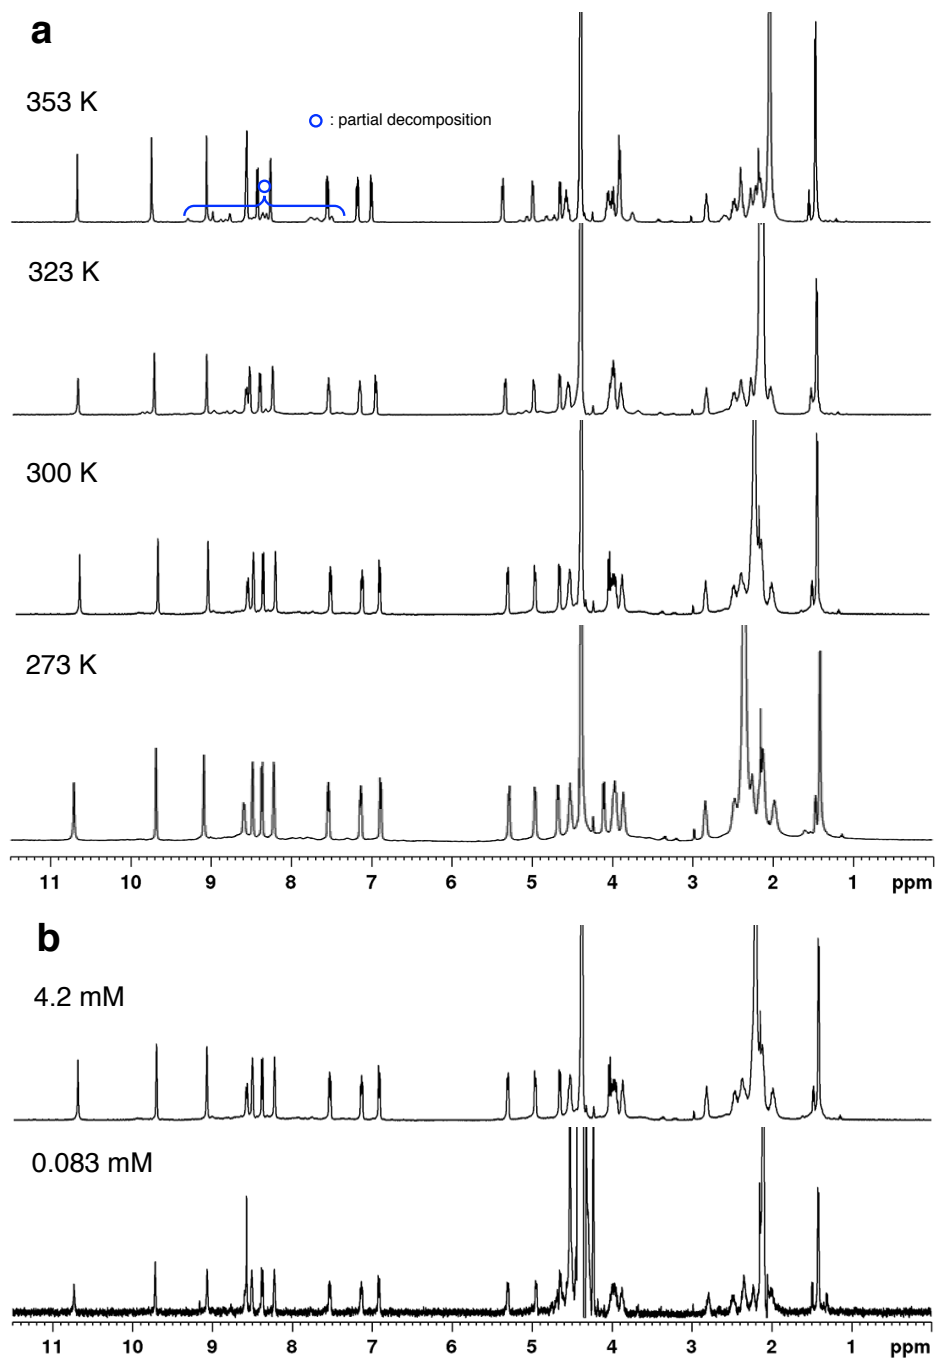 a
353 K
: partial decomposition
323 K
300 K
273 K
11 10 9 8 7 6 5 4 3 2 1 ppm
b
4.2 mM
0.083 mM
11 10 9 8 7 6 5 4 3 2 1 ppm